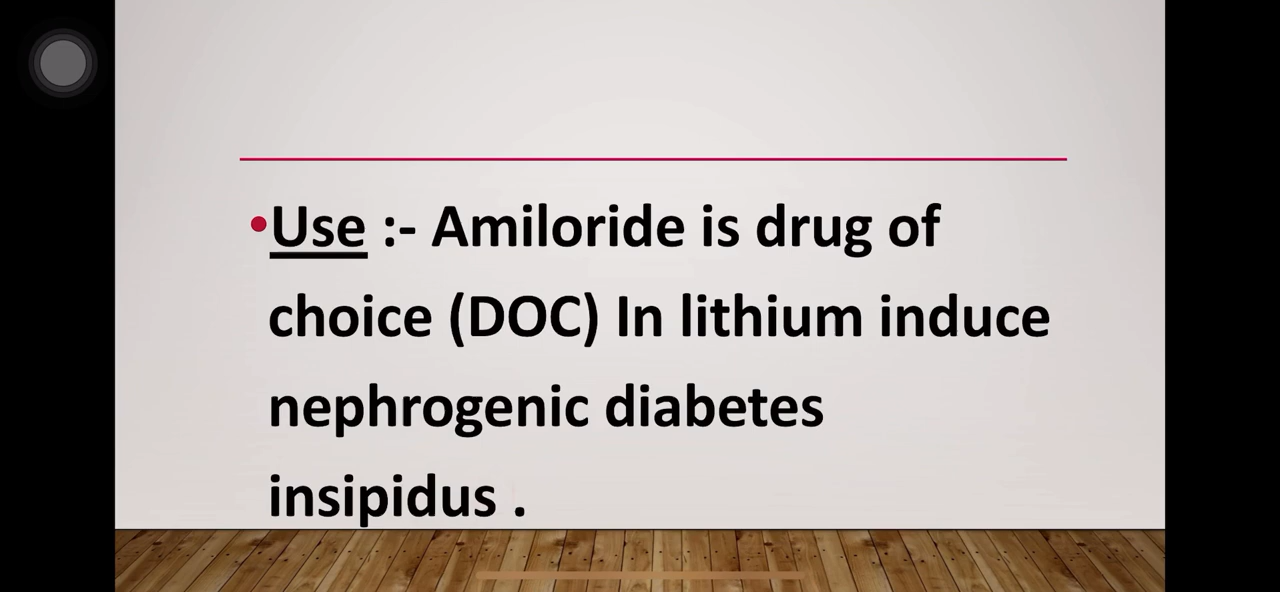 •Use :- Amiloride is drug of
choice (DOC) In lithium induce
nephrogenic diabetes
insipidus .